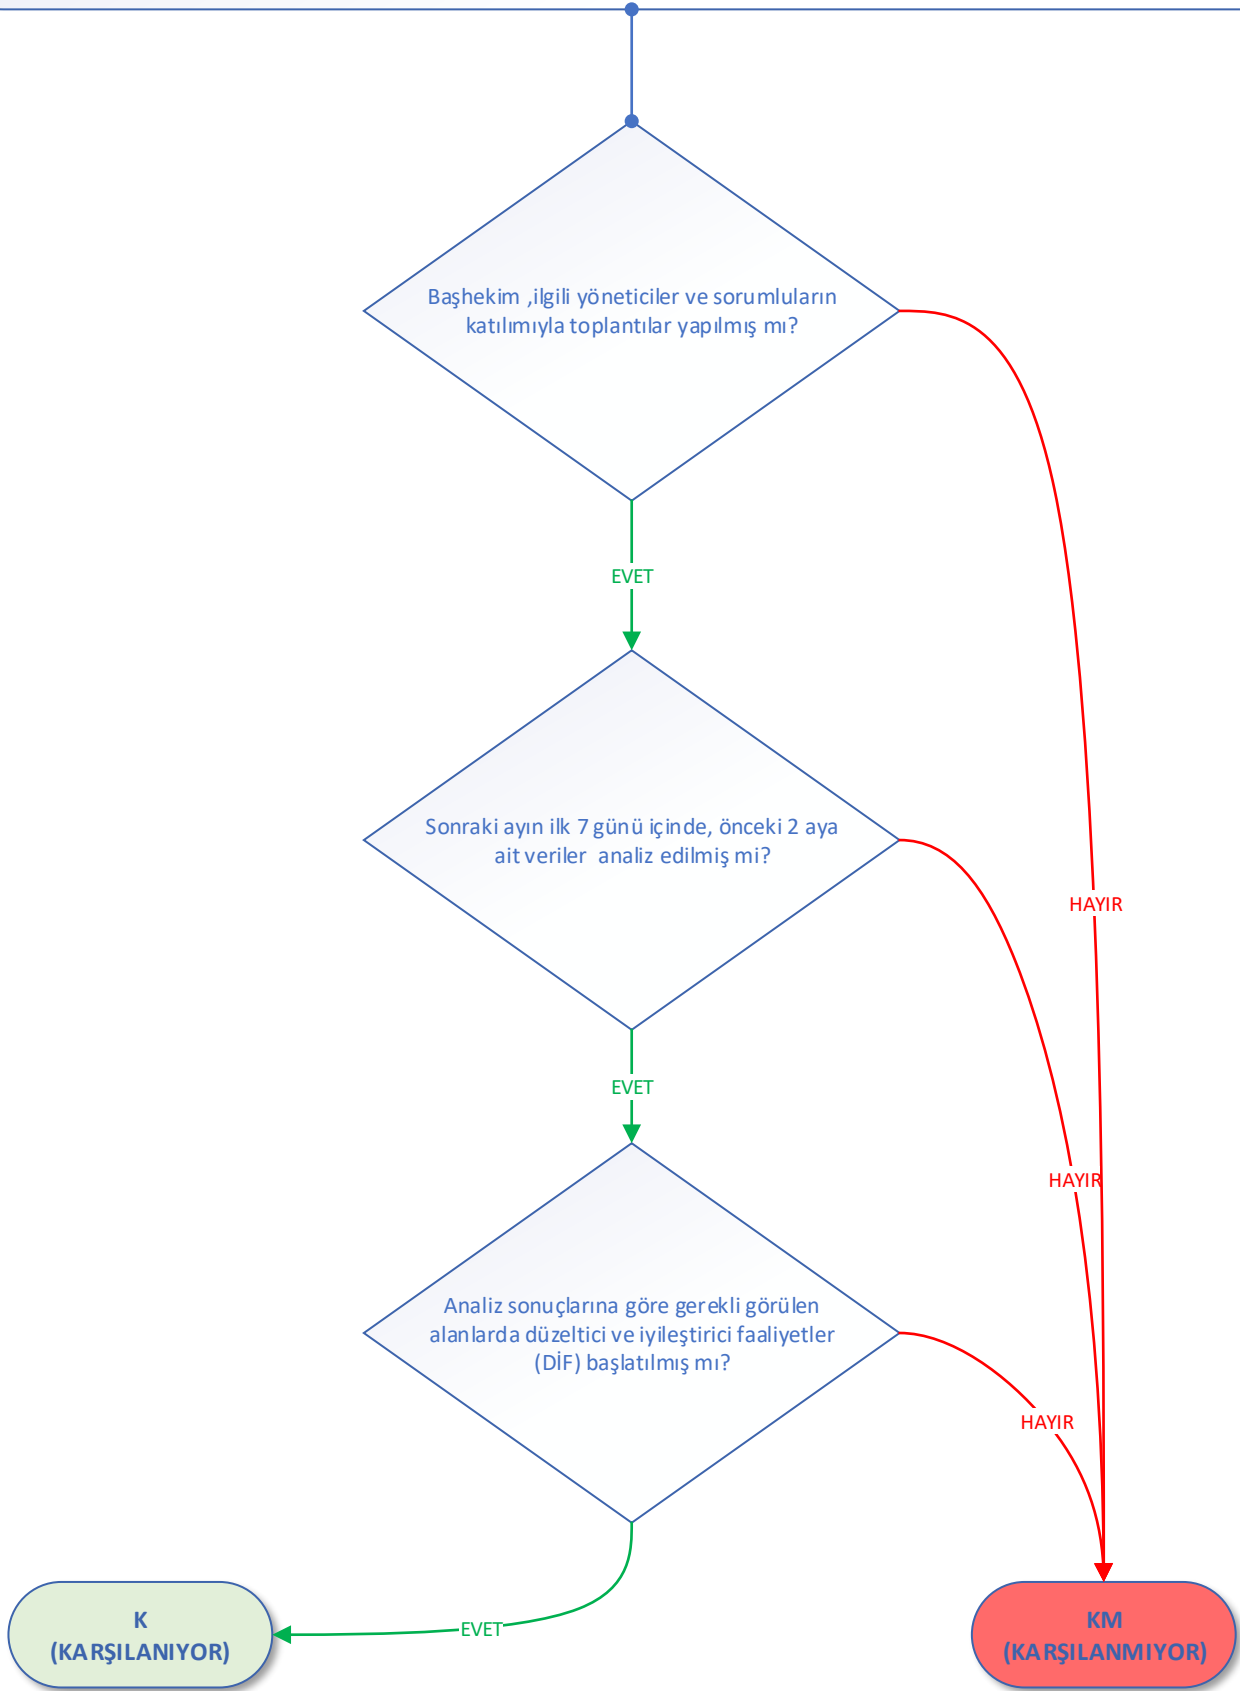 Başhekim ,ilgili yöneticiler ve sorumluların
katılımıyla toplantılar yapılmış mı?
EVET
Sonraki ayın ilk 7 günü içinde, önceki 2 aya
ait veriler analiz edilmiş mi?
HAYIR
EVET
HAYIR
Analiz sonuçlarına göre gerekli görülen
alanlarda düzeltici ve iyileştirici faaliyetler
(DİF) başlatılmış mı?
HAYIR
EVET
K
(KARŞILANIYOR)
KM
(KARŞILANMIYOR)